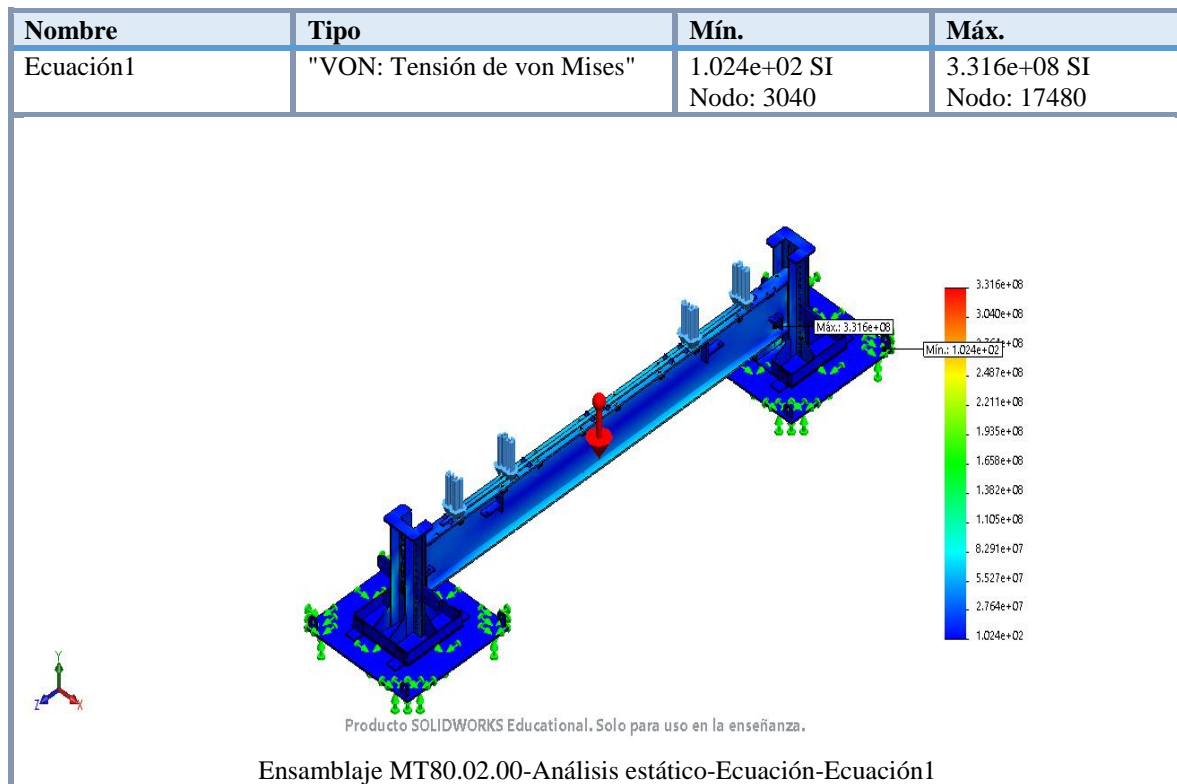 Nombre Tipo Mín. Máx.
Ecuación1 "VON: Tensión de von Mises" 1.024e+02 SI 3.316e+08 SI
Nodo: 3040 Nodo: 17480
3.316e+08
3.040e+08
Máx.: 3.316e+08
Mín.: 1.024e+02
2.487e+08
2.211e+08
1.935e+08
1.658e+08
1.382e+08
1.105e+08
8.291e+07
5.527e+07
2.764e+07
1.024e+02
Y
Z X
Producto SOLIDWORKS Educational. Solo para uso en la enseñanza.
Ensamblaje MT80.02.00-Análisis estático-Ecuación-Ecuación1